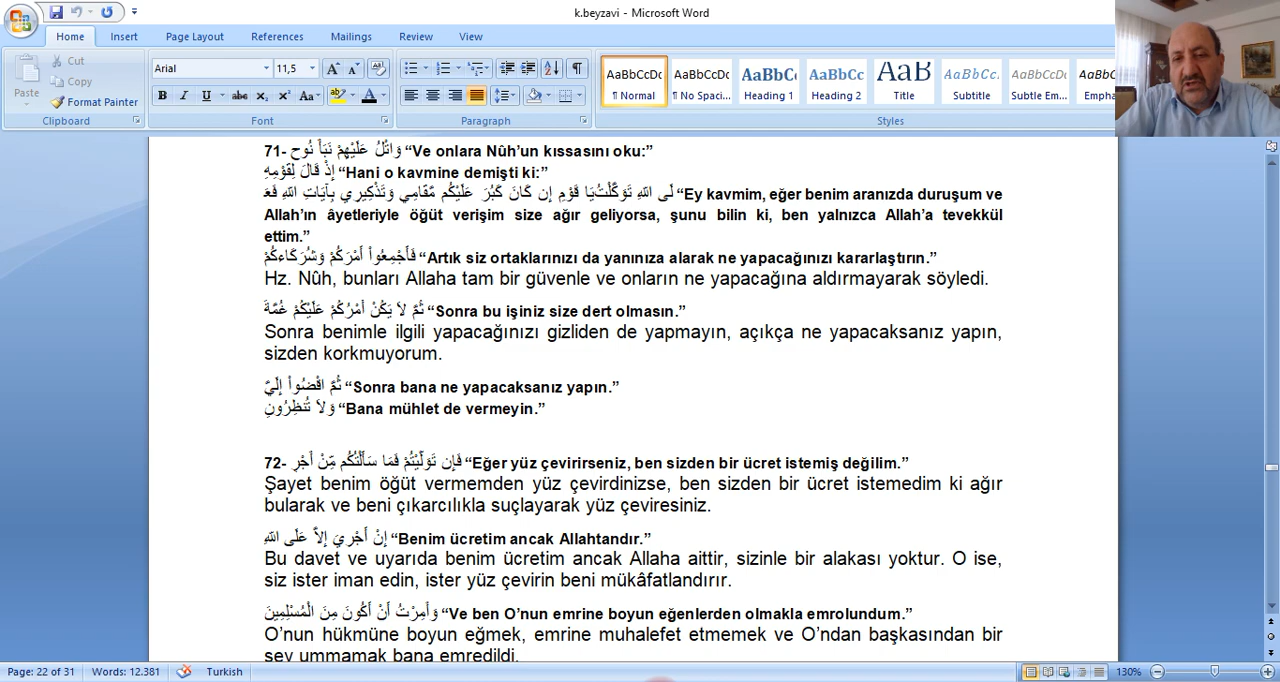 k.beyzavi - Microsoft Word
Home Insert Page Layout References Mailings Review View
Cut
Copy
Paste Format Painter
Clipboard
Arial 11,5
Font
Paragraph
AaBbCcDc AaBbCcDc AaBbC AaBbCc AaB AaBbCc. AaBbCcDc AaBbC
¶ Normal ¶ No Spaci... Heading 1 Heading 2 Title Subtitle Subtle Em... Empha
Styles
71- وَاتْلُ عَلَيْهِمْ نَبَأَ نُوحٍ “Ve onlara Nûh’un kıssasını oku:”
إِذْ قَالَ لِقَوْمِهِ “Hani o kavmine demişti ki:”
لَى اللّهِ تَوَكَّلْتُيَا قَوْمِ إِن كَانَ كَبُرَ عَلَيْكُم مَّقَامِي وَتَذْكِيرِي بِآيَاتِ اللّهِ فَعَ “Ey kavmim, eğer benim aranızda duruşum ve
Allah’ın âyetleriyle öğüt verişim size ağır geliyorsa, şunu bilin ki, ben yalnızca Allah’a tevekkül
ettim.”
فَأَجْمِعُواْ أَمْرَكُمْ وَشُرَكَاءكُمْ “Artık siz ortaklarınızı da yanınıza alarak ne yapacağınızı kararlaştırın.”
Hz. Nûh, bunları Allaha tam bir güvenle ve onların ne yapacağına aldırmayarak söyledi.
ثُمَّ لاَ يَكُنْ أَمْرُكُمْ عَلَيْكُمْ غُمَّةً “Sonra bu işiniz size dert olmasın.”
Sonra benimle ilgili yapacağınızı gizliden de yapmayın, açıkça ne yapacaksanız yapın,
sizden korkmuyorum.
ثُمَّ اقْضُواْ إِلَيَّ “Sonra bana ne yapacaksanız yapın.”
وَلاَ تُنظِرُونِ “Bana mühlet de vermeyin.”
72- فَإِن تَوَلَّيْتُمْ فَمَا سَأَلْتُكُم مِّنْ أَجْرٍ “Eğer yüz çevirirseniz, ben sizden bir ücret istemiş değilim.”
Şayet benim öğüt vermemden yüz çevirdinizse, ben sizden bir ücret istemedim ki ağır
bularak ve beni çıkarcılıkla suçlayarak yüz çeviresiniz.
إِنْ أَجْرِيَ إِلاَّ عَلَى اللّهِ “Benim ücretim ancak Allahtandır.”
Bu davet ve uyarıda benim ücretim ancak Allaha aittir, sizinle bir alakası yoktur. O ise,
siz ister iman edin, ister yüz çevirin beni mükâfatlandırır.
وَأُمِرْتُ أَنْ أَكُونَ مِنَ الْمُسْلِمِينَ “Ve ben O’nun emrine boyun eğenlerden olmakla emrolundum.”
O’nun hükmüne boyun eğmek, emrine muhalefet etmemek ve O’ndan başkasından bir
şey ummamak bana emredildi.
Page: 22 of 31 Words: 12.381 Turkish 130%